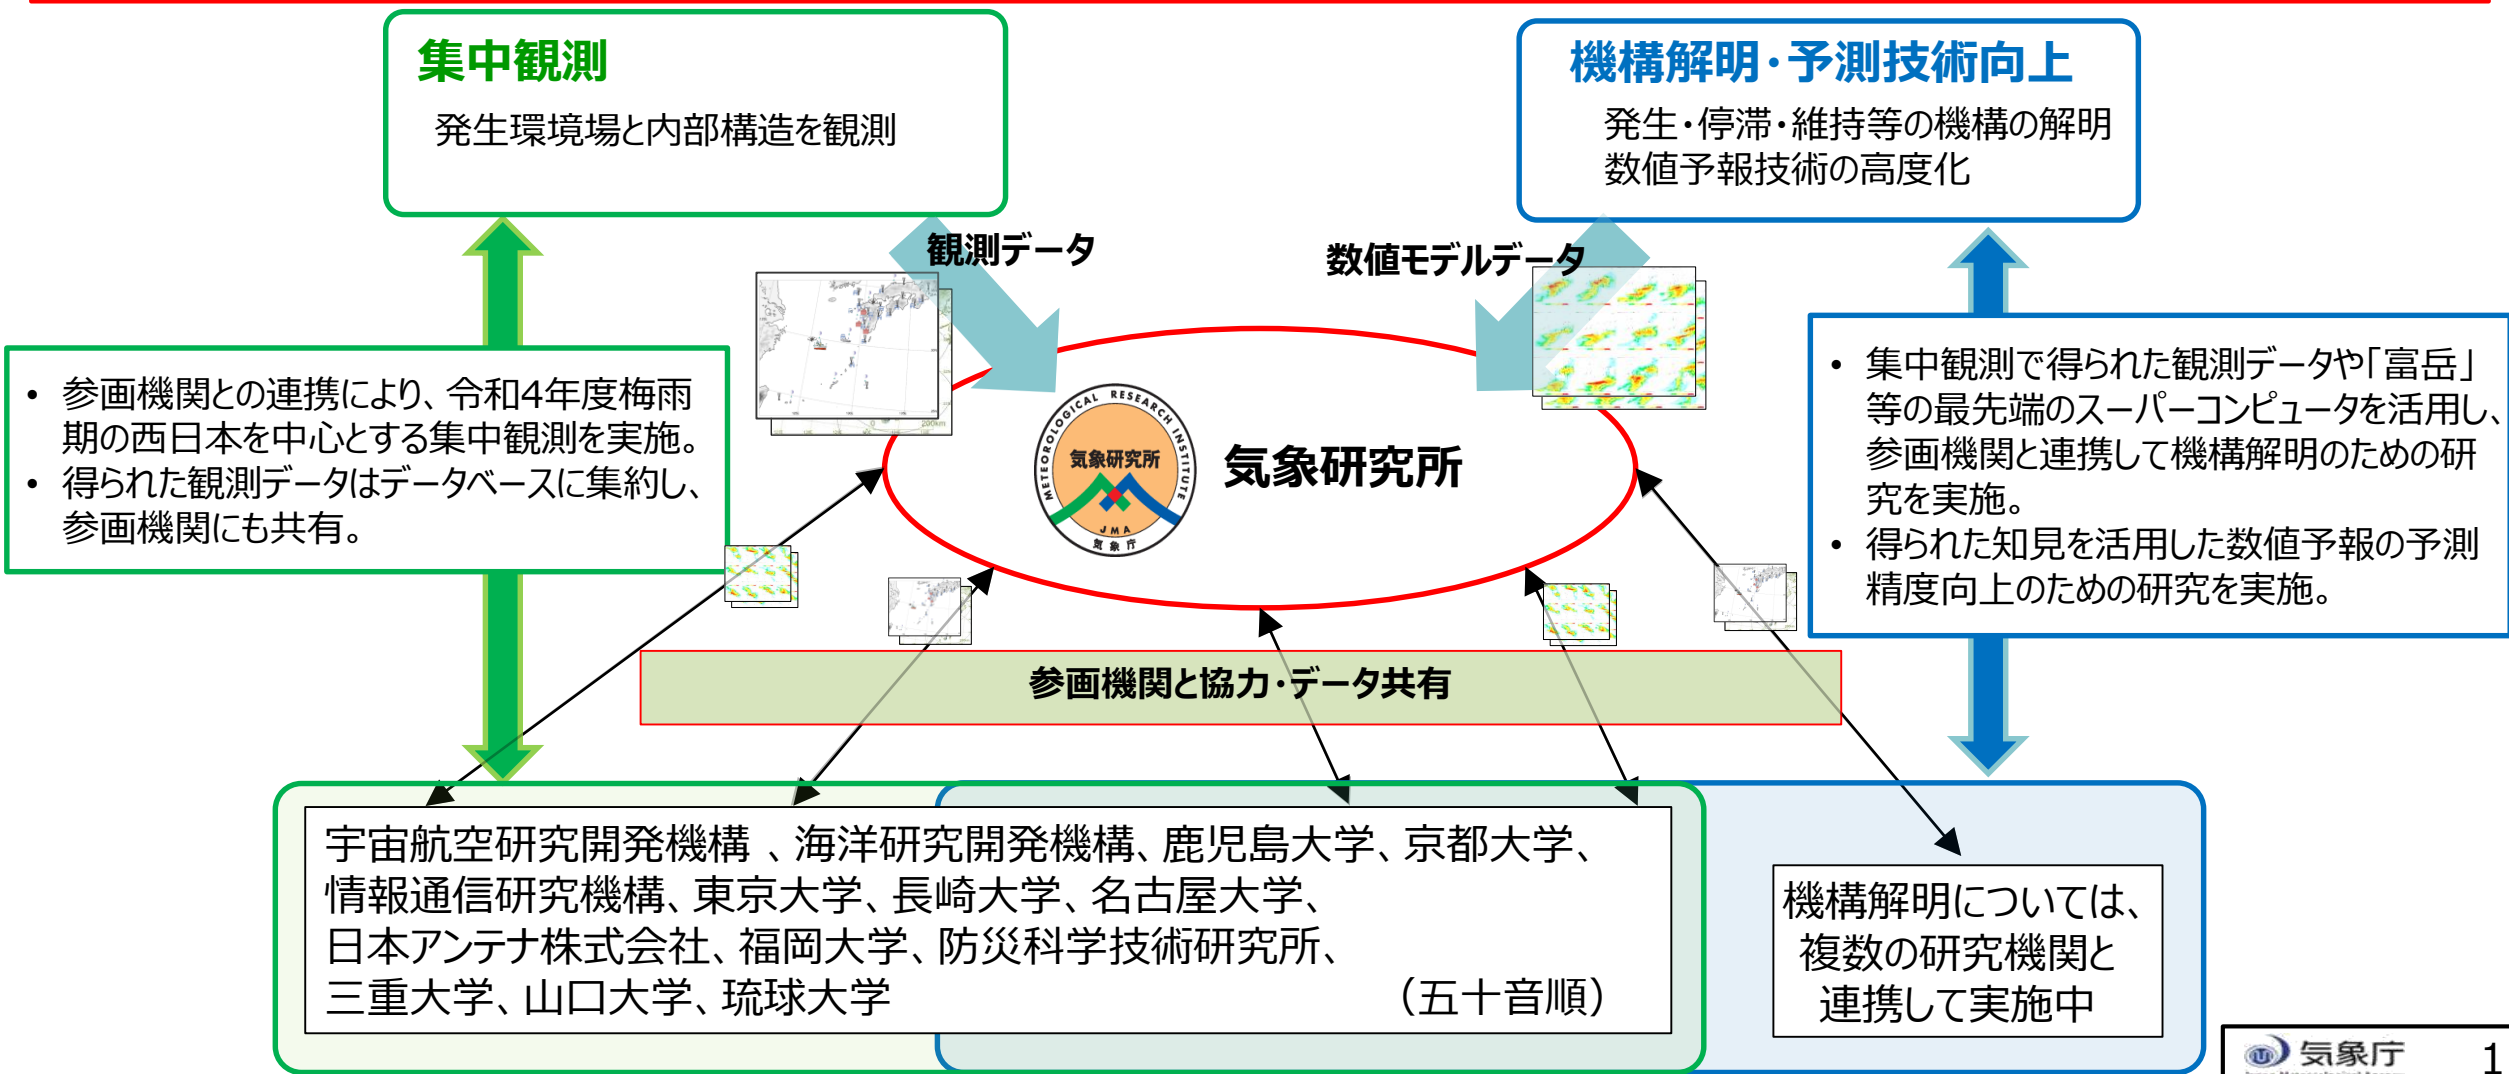 集中観測
発生環境場と内部構造を観測
機構解明・予測技術向上
発生・停滞・維持等の機構の解明
数値予報技術の高度化
観測データ
数値モデルデータ
• 参画機関との連携により、令和4年度梅雨
期の西日本を中心とする集中観測を実施。
• 得られた観測データはデータベースに集約し、
参画機関にも共有。
METEOROLOGICAL RESEARCH INSTITUTE
気象研究所
JMA
気象庁
気象研究所
• 集中観測で得られた観測データや「富岳」
等の最先端のスーパーコンピュータを活用し、
参画機関と連携して機構解明のための研
究を実施。
• 得られた知見を活用した数値予報の予測
精度向上のための研究を実施。
参画機関と協力・データ共有
宇宙航空研究開発機構 、海洋研究開発機構、鹿児島大学、京都大学、
情報通信研究機構、東京大学、長崎大学、名古屋大学、
日本アンテナ株式会社、福岡大学、防災科学技術研究所、
三重大学、山口大学、琉球大学 （五十音順）
機構解明については、
複数の研究機関と
連携して実施中
気象庁
1